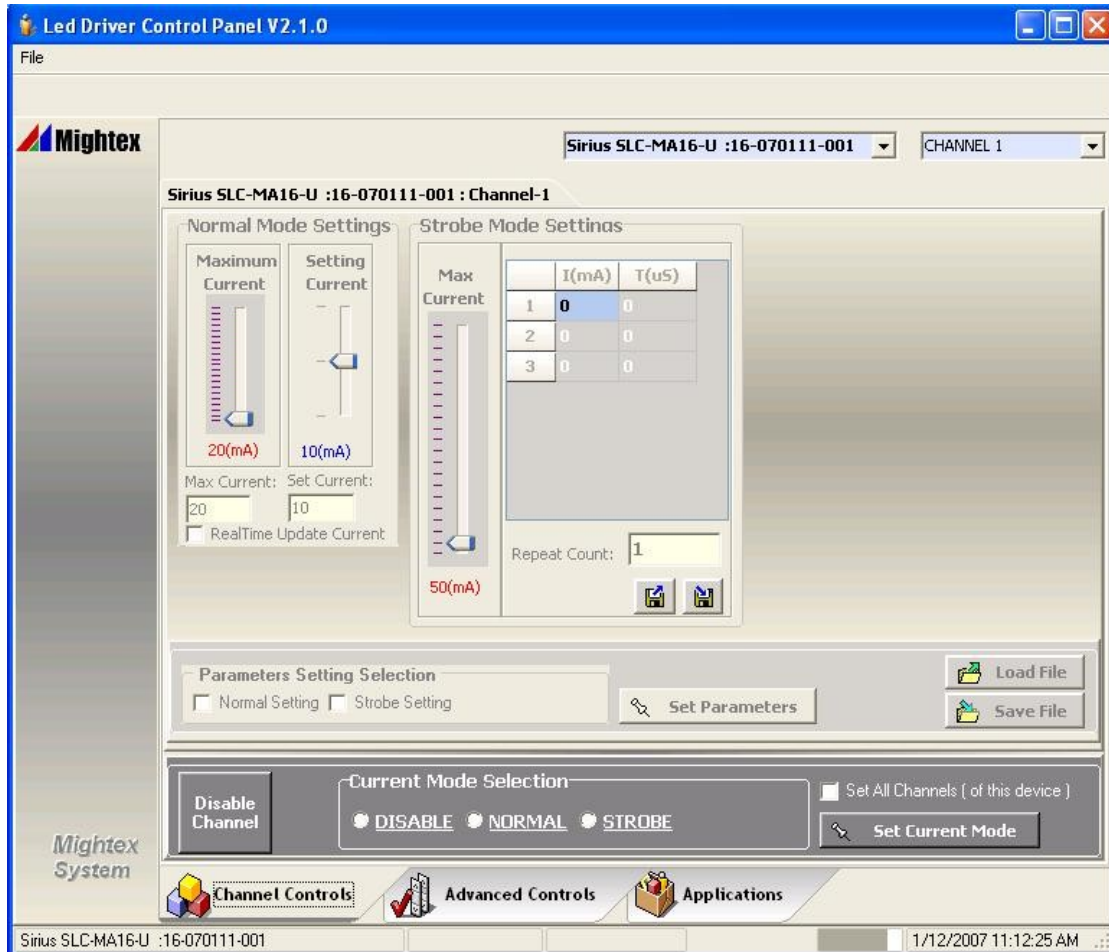 Led Driver Control Panel V2.1.0
File
Mightex
Sirius SLC-MA16-U :16-070111-001
CHANNEL 1
Sirius SLC-MA16-U :16-070111-001 : Channel-1
Normal Mode Settings
Strobe Mode Settings
Maximum Current
Setting Current
20(mA)
10(mA)
Max Current: Set Current:
20 10
RealTime Update Current
Max Current
50(mA)
I(mA) T(uS)
1 0 0
2 0 0
3 0 0
Repeat Count: 1
Parameters Setting Selection
Normal Setting Strobe Setting
Set Parameters
Load File
Save File
Disable Channel
Current Mode Selection
DISABLE NORMAL STROBE
Set All Channels ( of this device )
Set Current Mode
Mightex System
Channel Controls Advanced Controls Applications
Sirius SLC-MA16-U :16-070111-001
1/12/2007 11:12:25 AM